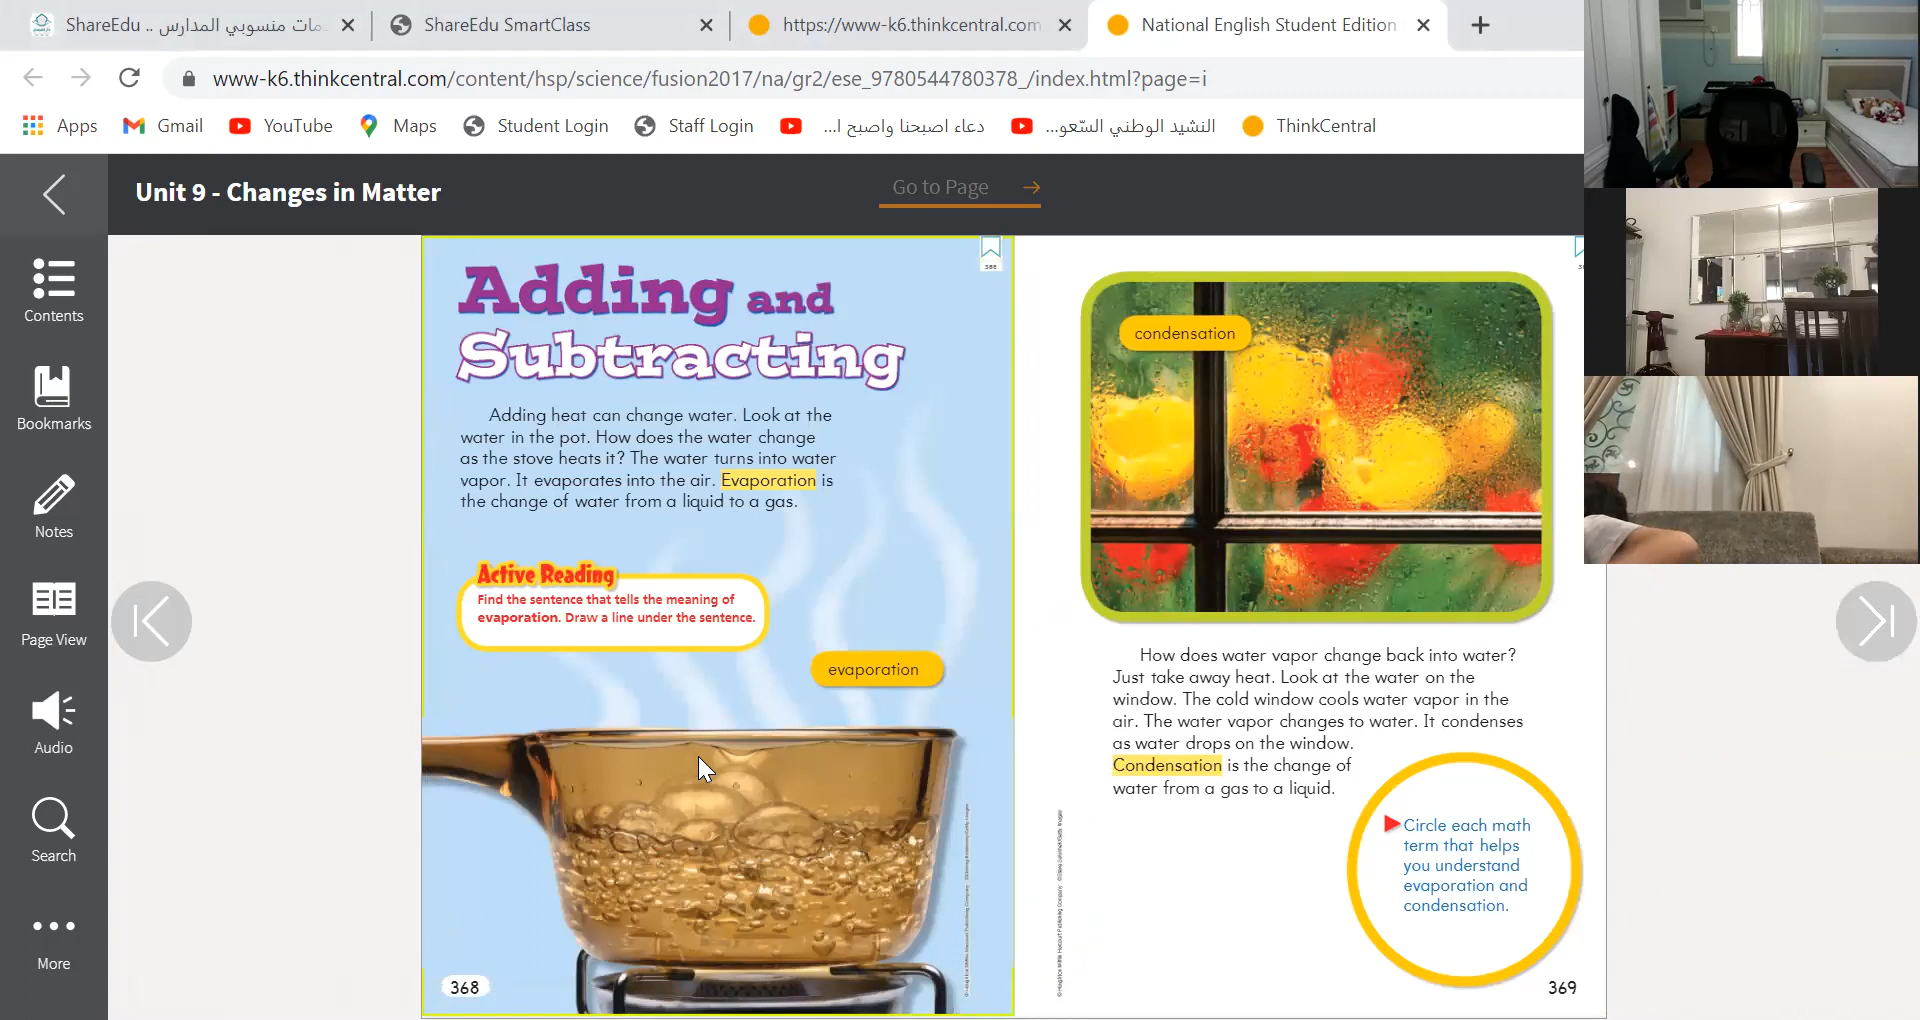 ShareEdu .. مات منسوبي المدارس
ShareEdu SmartClass
https://www-k6.thinkcentral.com
National English Student Edition
www-k6.thinkcentral.com/content/hsp/science/fusion2017/na/gr2/ese_9780544780378_/index.html?page=i
Apps
Gmail
YouTube
Maps
Student Login
Staff Login
دعاء اصبحنا واصبح ا...
النشيد الوطني السّعو...
ThinkCentral
Unit 9 - Changes in Matter
Go to Page
Contents
Bookmarks
Notes
Page View
Audio
Search
More
Adding and
Subtracting
Adding heat can change water. Look at the
water in the pot. How does the water change
as the stove heats it? The water turns into water
vapor. It evaporates into the air. Evaporation is
the change of water from a liquid to a gas.
Active Reading
Find the sentence that tells the meaning of
evaporation. Draw a line under the sentence.
evaporation
368
condensation
How does water vapor change back into water?
Just take away heat. Look at the water on the
window. The cold window cools water vapor in the
air. The water vapor changes to water. It condenses
as water drops on the window.
Condensation is the change of
water from a gas to a liquid.
Circle each math
term that helps
you understand
evaporation and
condensation.
369